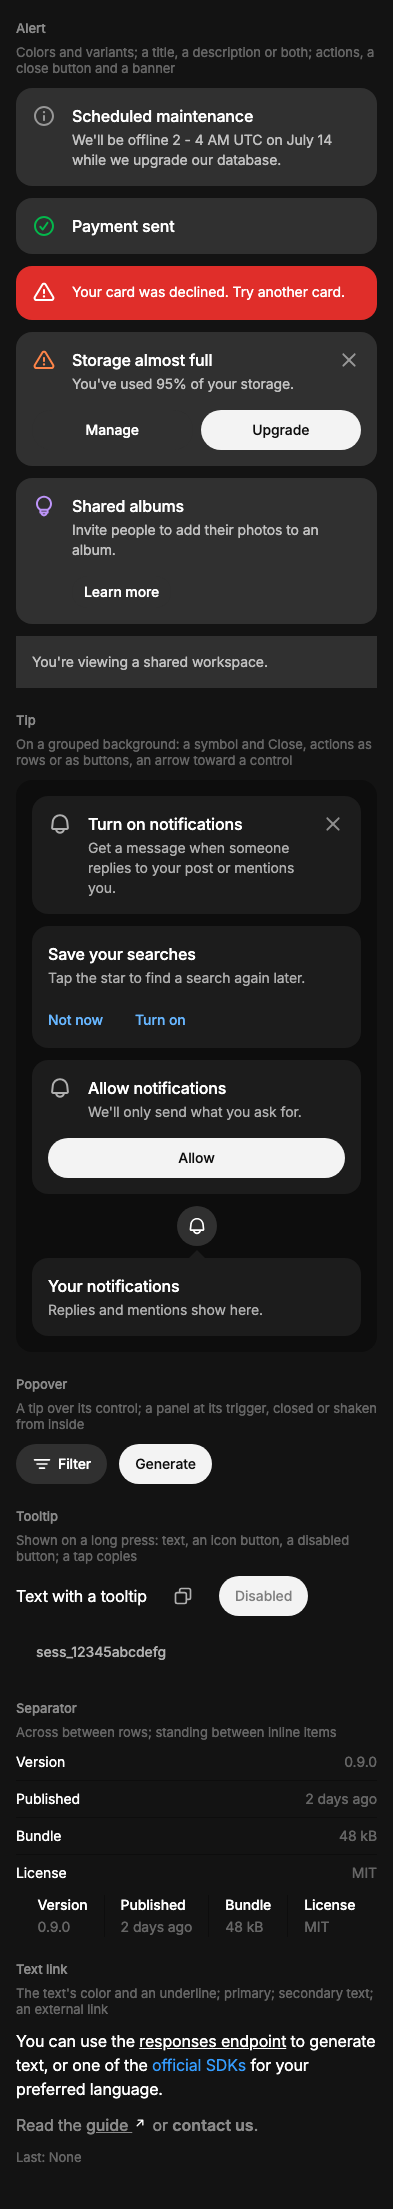 Alert
Colors and variants; a title, a description or both; actions, a
close button and a banner
Scheduled maintenance
We'll be offline 2 - 4 AM UTC on July 14
while we upgrade our database.
Payment sent
Your card was declined. Try another card.
Storage almost full
You've used 95% of your storage.
Manage
Upgrade
Shared albums
Invite people to add their photos to an
album.
Learn more
You're viewing a shared workspace.
Tip
On a grouped background: a symbol and Close, actions as
rows or as buttons, an arrow toward a control
Turn on notifications
Get a message when someone
replies to your post or mentions
you.
Save your searches
Tap the star to find a search again later.
Not now
Turn on
Allow notifications
We'll only send what you ask for.
Allow
Your notifications
Replies and mentions show here.
Popover
A tip over its control; a panel at its trigger, closed or shaken
from inside
Filter
Generate
Tooltip
Shown on a long press: text, an icon button, a disabled
button; a tap copies
Text with a tooltip
Disabled
sess_12345abcdefg
Separator
Across between rows; standing between inline items
Version 0.9.0
Published 2 days ago
Bundle 48 kB
License MIT
Version Published Bundle License
0.9.0 2 days ago 48 kB MIT
Text link
The text's color and an underline; primary; secondary text;
an external link
You can use the responses endpoint to generate
text, or one of the official SDKs for your
preferred language.
Read the guide ↗ or contact us.
Last: None